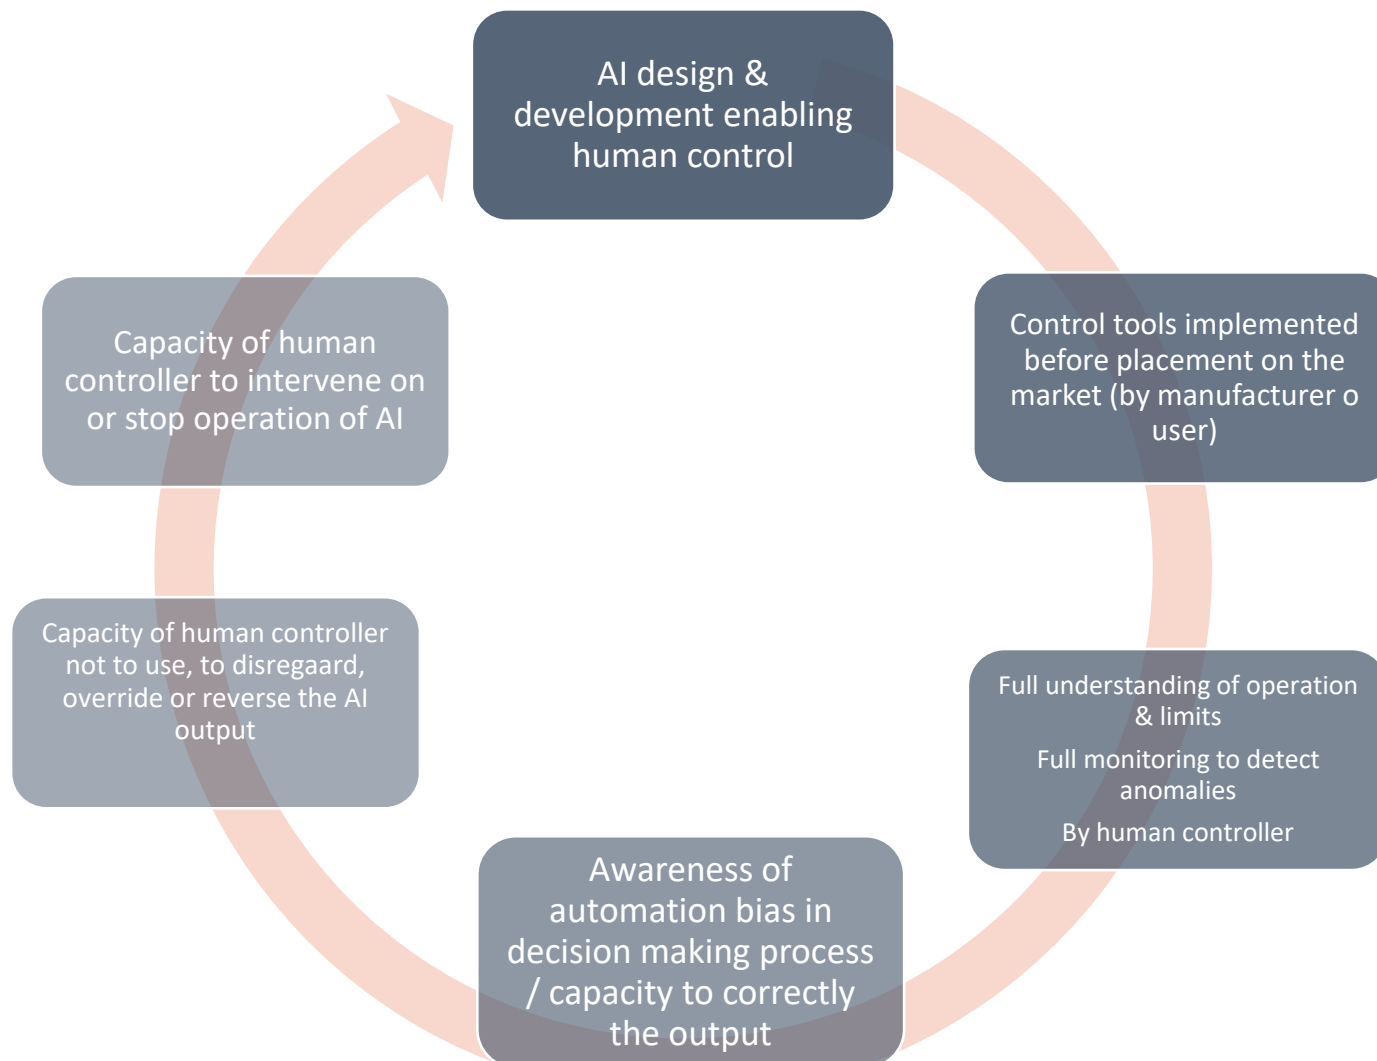 AI design &
development enabling
human control
Control tools implemented
before placement on the
market (by manufacturer o
user)
Full understanding of operation
& limits
Full monitoring to detect
anomalies
By human controller
Awareness of
automation bias in
decision making process
/ capacity to correctly
the output
Capacity of human controller
not to use, to disregaard,
override or reverse the AI
output
Capacity of human
controller to intervene on
or stop operation of AI